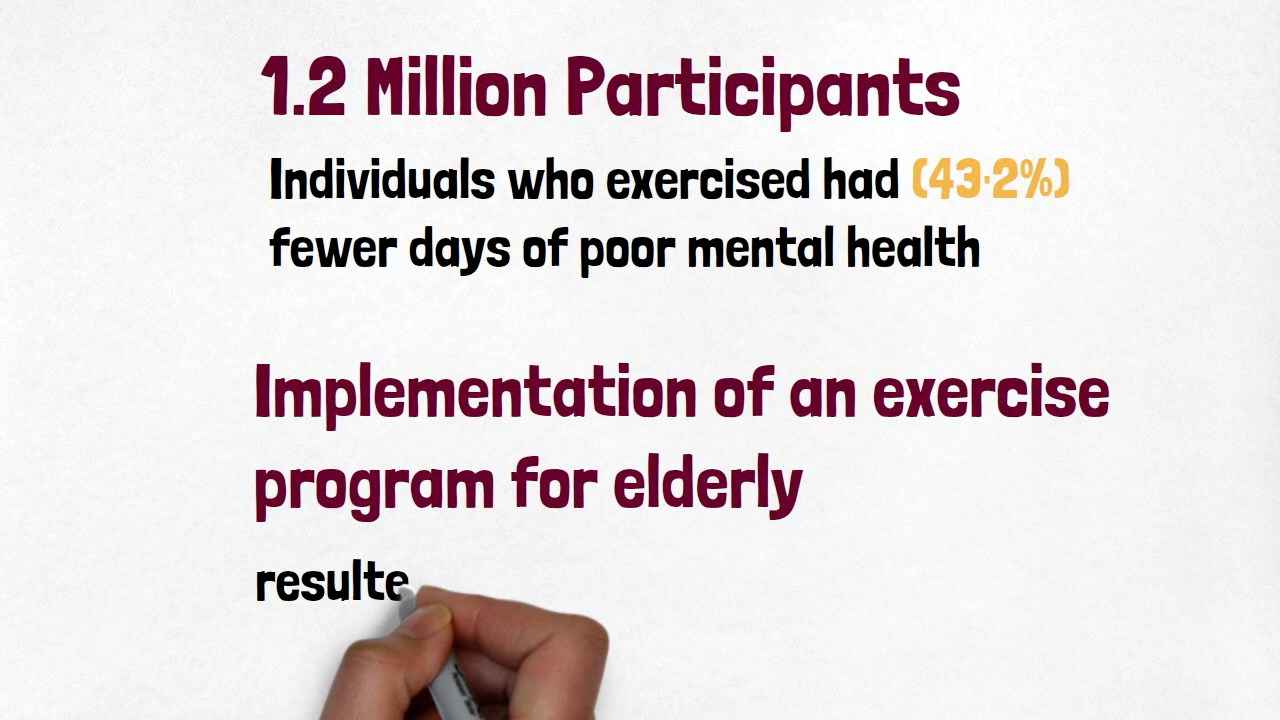 1.2 Million Participants
Individuals who exercised had (43·2%)
fewer days of poor mental health
Implementation of an exercise
program for elderly
resulte